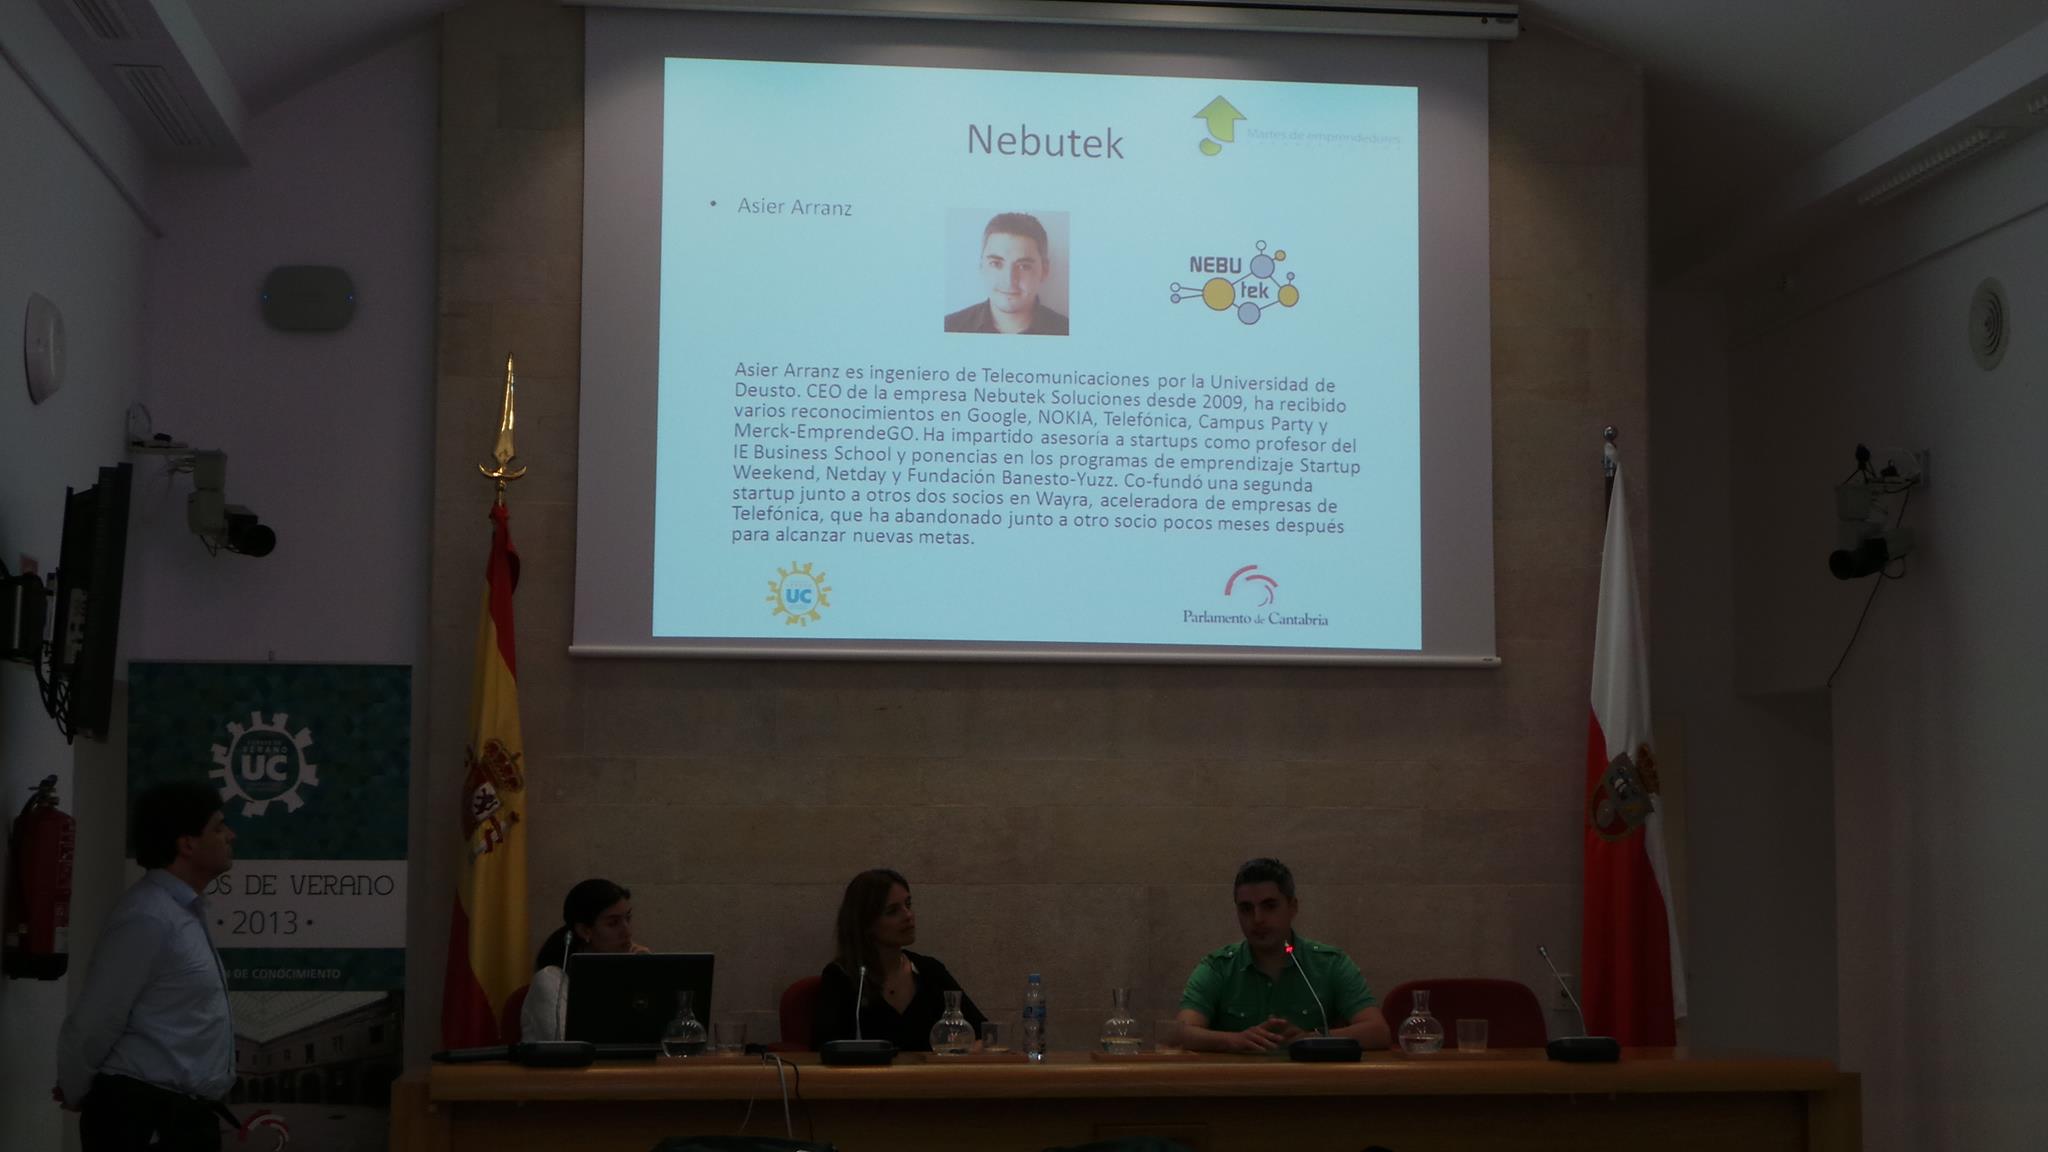 Nebutek
Martes de emprendedores
• Asier Arranz
NEBU
tek
Asier Arranz es ingeniero de Telecomunicaciones por la Universidad de
Deusto. CEO de la empresa Nebutek Soluciones desde 2009, ha recibido
varios reconocimientos en Google, NOKIA, Telefónica, Campus Party y
Merck-EmprendeGO. Ha impartido asesoría a startups como profesor del
IE Business School y ponencias en los programas de emprendizaje Startup
Weekend, Netday y Fundación Banesto-Yuzz. Co-fundó una segunda
startup junto a otros dos socios en Wayra, aceleradora de empresas de
Telefónica, que ha abandonado junto a otro socio pocos meses después
para alcanzar nuevas metas.
UC
Parlamento de Cantabria
CURSOS DE
VERANO
UC
OS DE VERANO
• 2013 •
N DE CONOCIMIENTO